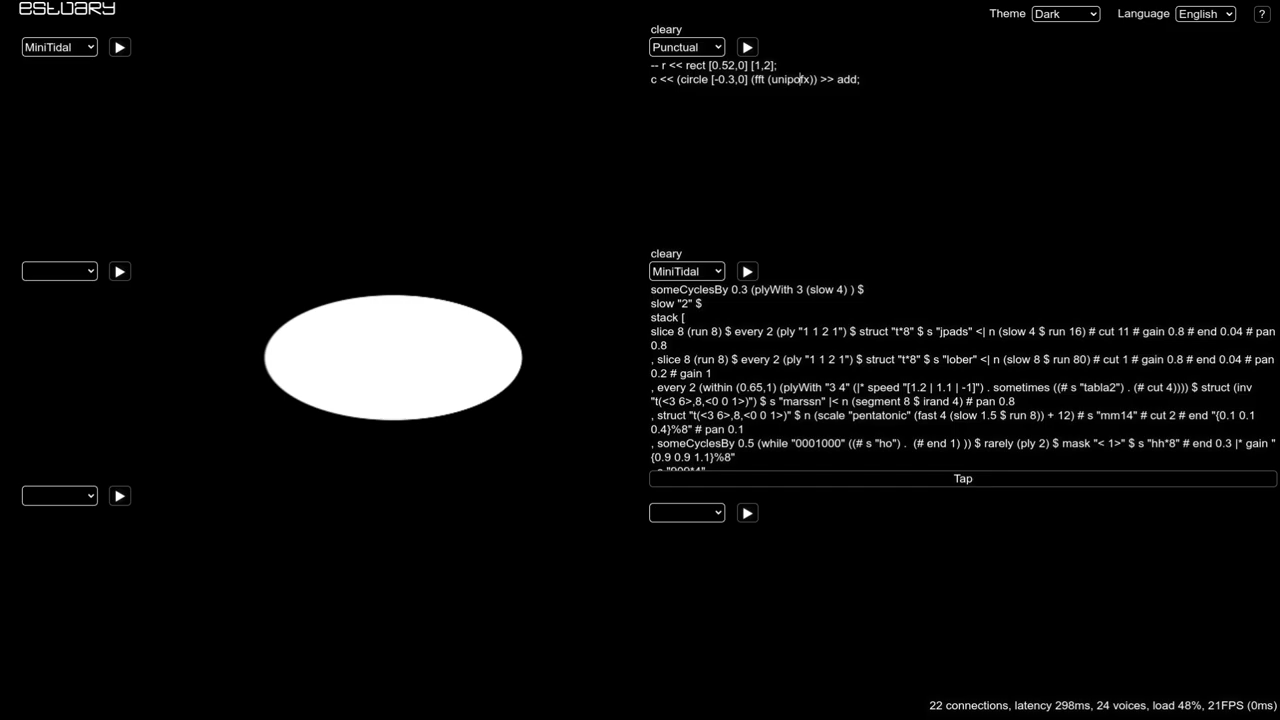 estuary
Theme Dark Language English ?
MiniTidal
cleary
Punctual
-- r << rect [0.52,0] [1,2];
c << (circle [-0.3,0] (fft (unipofx)) >> add;
cleary
MiniTidal
someCyclesBy 0.3 (plyWith 3 (slow 4) ) $
slow "2" $
stack [
slice 8 (run 8) $ every 2 (ply "1 1 2 1") $ struct "t*8" $ s "jpads" <| n (slow 4 $ run 16) # cut 11 # gain 0.8 # end 0.04 # pan
0.8
, slice 8 (run 8) $ every 2 (ply "1 1 2 1") $ struct "t*8" $ s "lober" <| n (slow 8 $ run 80) # cut 1 # gain 0.8 # end 0.04 # pan
0.2 # gain 1
, every 2 (within (0.65,1) (plyWith "3 4" (|* speed "[1.2 | 1.1 | -1]") . sometimes ((# s "tabla2") . (# cut 4)))) $ struct (inv
"t(<3 6>,8,<0 0 1>)") $ s "marssn" |< n (segment 8 $ irand 4) # pan 0.8
, struct "t(<3 6>,8,<0 0 1>)" $ n (scale "pentatonic" (fast 4 (slow 1.5 $ run 8)) + 12) # s "mm14" # cut 2 # end "{0.1 0.1
0.4}%8" # pan 0.1
, someCyclesBy 0.5 (while "0001000" ((# s "ho") . (# end 1) )) $ rarely (ply 2) $ mask "< 1>" $ s "hh*8" # end 0.3 |* gain "
{0.9 0.9 1.1}%8"
Tap
22 connections, latency 298ms, 24 voices, load 48%, 21FPS (0ms)